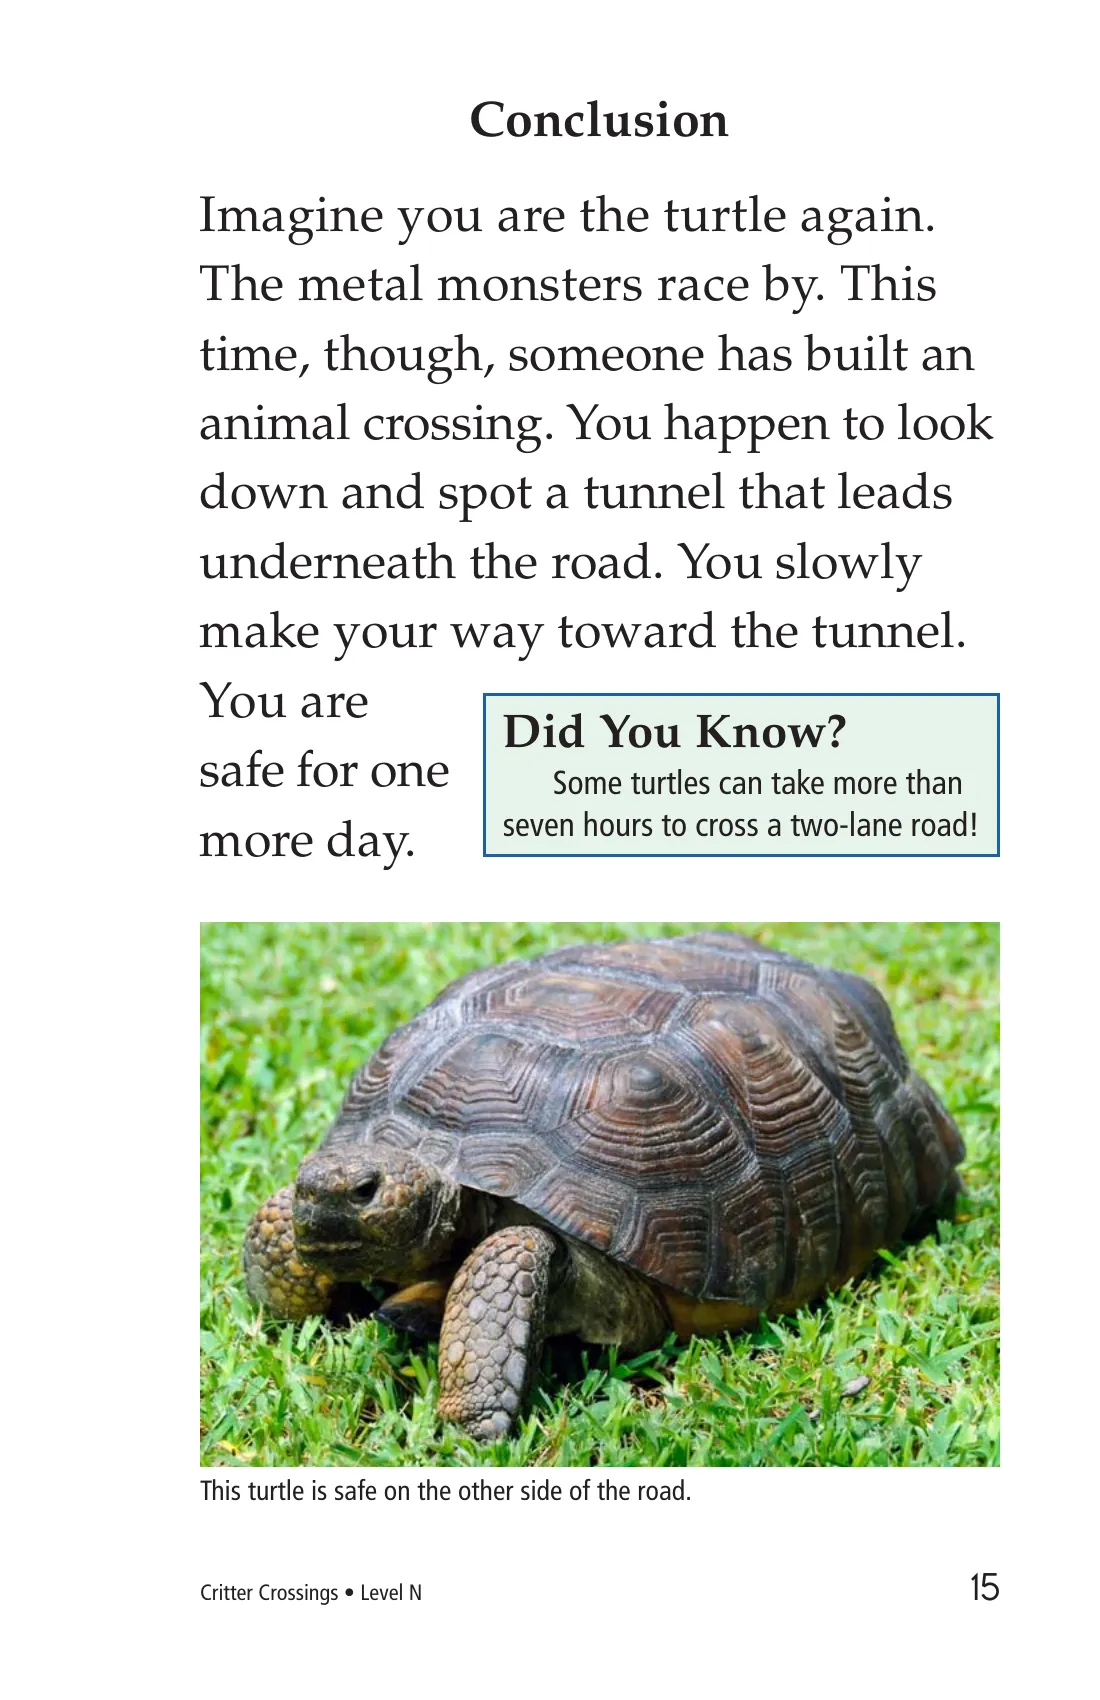 Conclusion
Imagine you are the turtle again.
The metal monsters race by. This
time, though, someone has built an
animal crossing. You happen to look
down and spot a tunnel that leads
underneath the road. You slowly
make your way toward the tunnel.
You are
safe for one
more day.
Did You Know?
Some turtles can take more than
seven hours to cross a two-lane road!
This turtle is safe on the other side of the road.
Critter Crossings • Level N
15